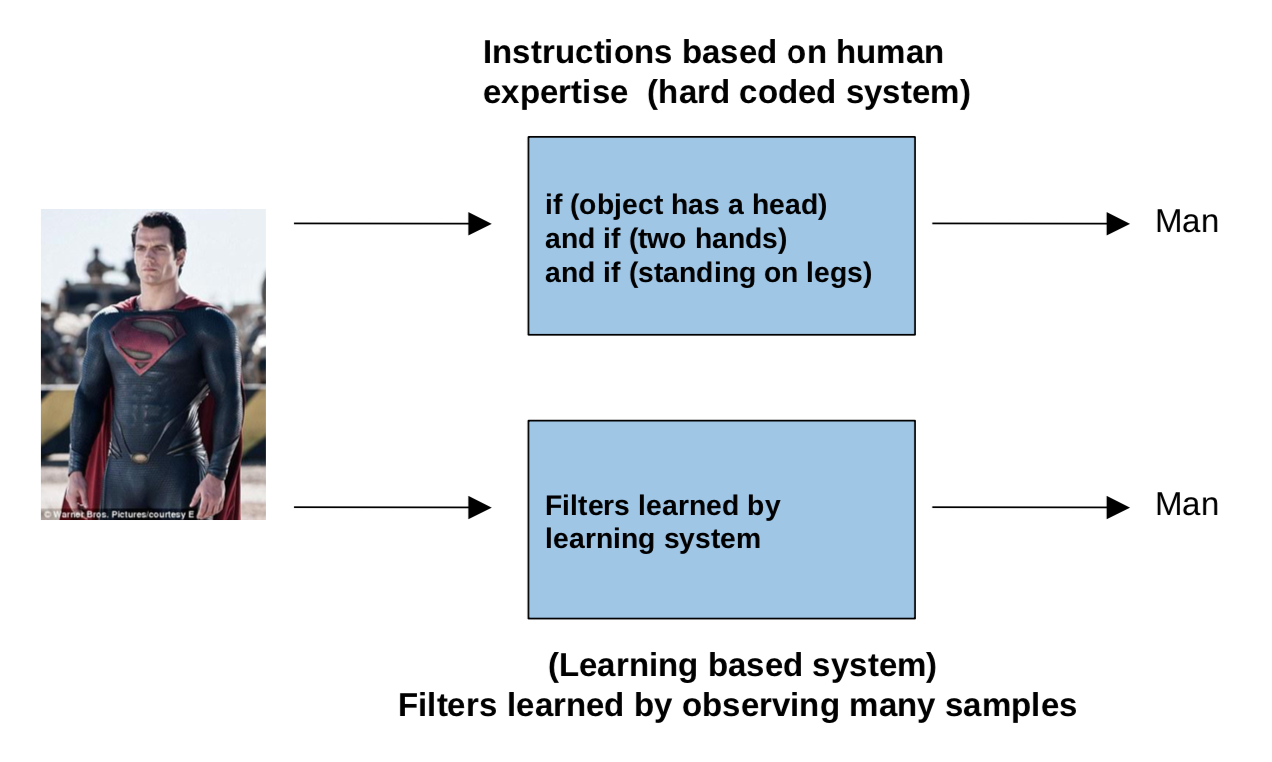 Instructions based on human
expertise  (hard coded system)
if (object has a head)
and if (two hands)
and if (standing on legs)
Man
© Warner Bros. Pictures/courtesy E
Filters learned by
learning system
Man
(Learning based system)
Filters learned by observing many samples